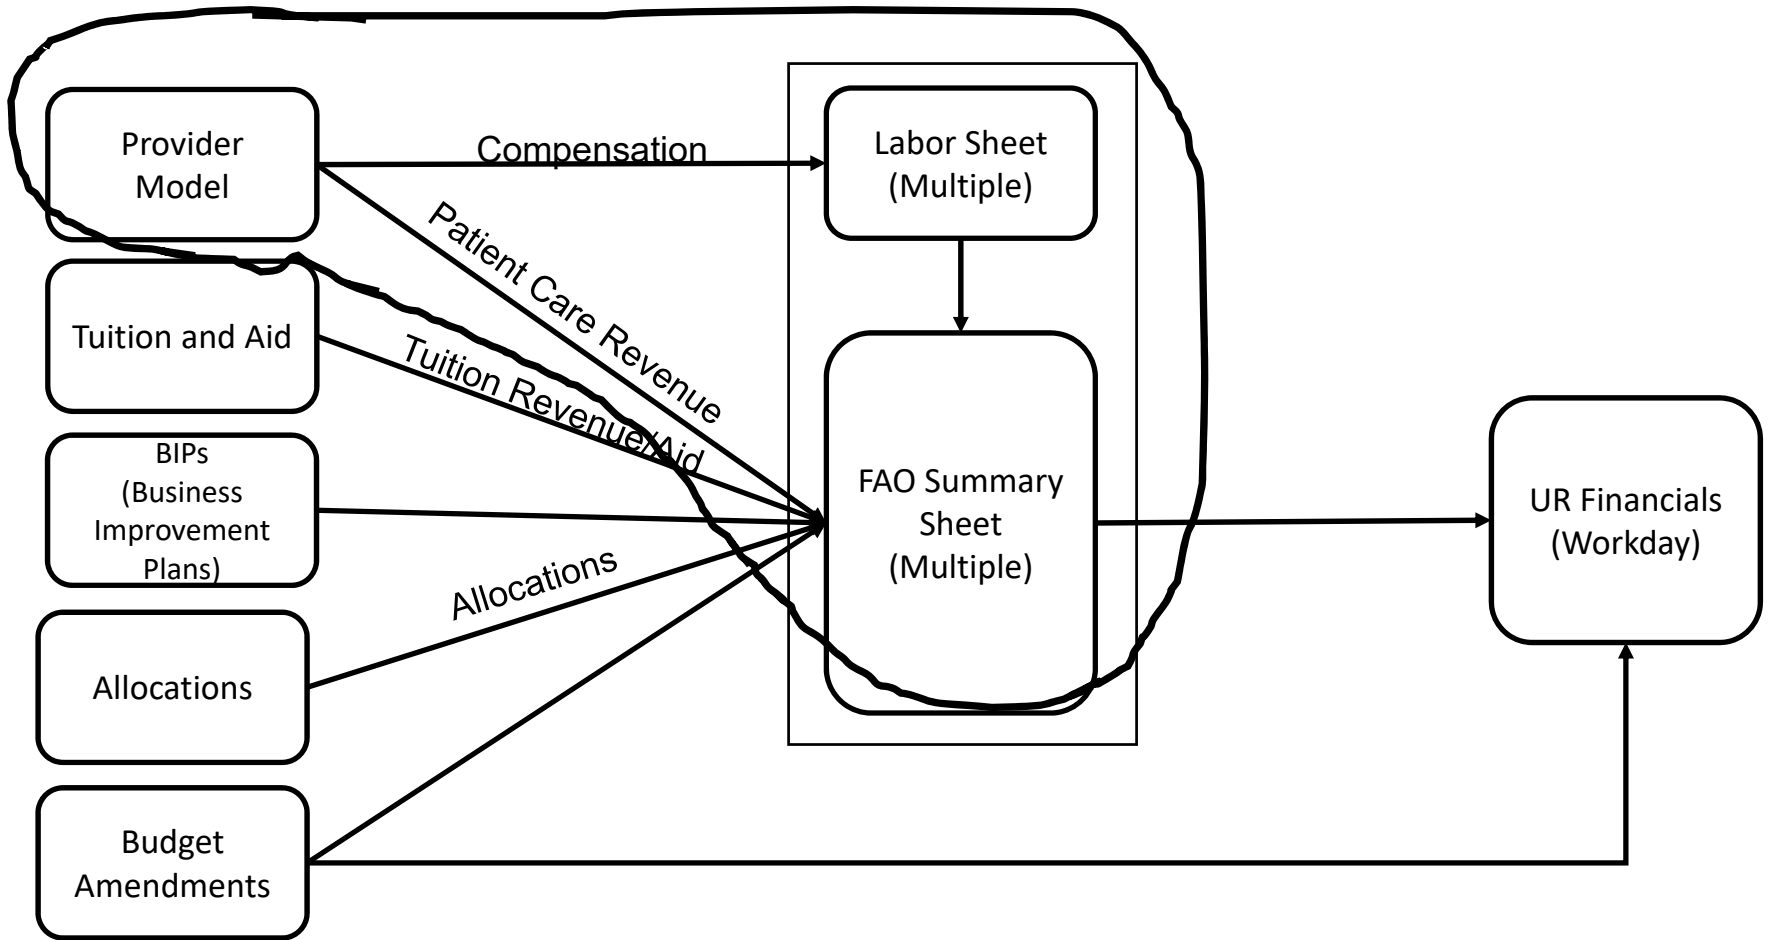 Provider
Model
Compensation
Labor Sheet
(Multiple)
Patient Care Revenue
Tuition and Aid
Tuition Revenue/Aid
BIPs
(Business
Improvement
Plans)
FAO Summary
Sheet
(Multiple)
UR Financials
(Workday)
Allocations
Allocations
Budget
Amendments